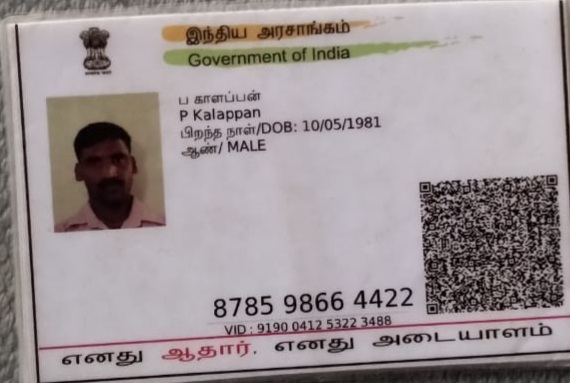 இந்திய அரசாங்கம்
Government of India
ப காளப்பன்
P Kalappan
பிறந்த நாள்/DOB: 10/05/1981
ஆண்/ MALE
8785 9866 4422
VID : 9190 0412 5322 3488
எனது ஆதார், எனது அடையாளம்